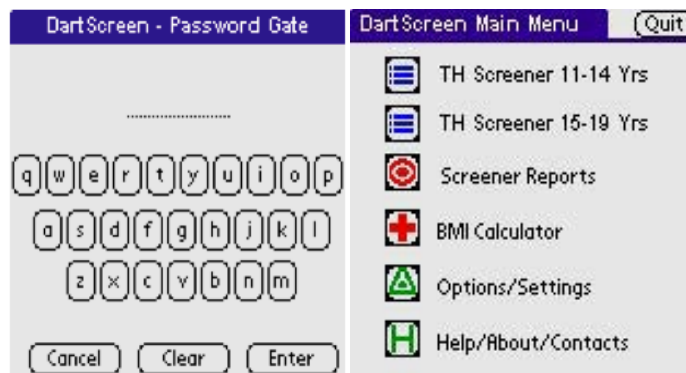 DartScreen - Password Gate
q w e r t y u i o p
a s d f g h j k l
z x c v b n m
Cancel Clear Enter
DartScreen Main Menu Quit
TH Screener 11-14 Yrs
TH Screener 15-19 Yrs
Screener Reports
BMI Calculator
Options/Settings
H Help/About/Contacts